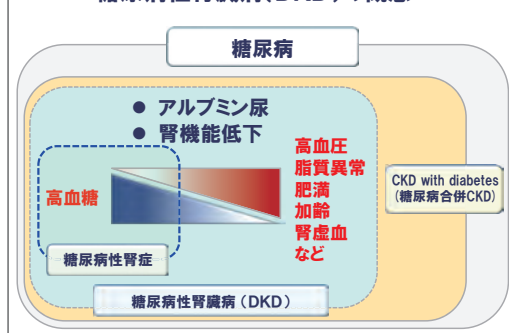 糖尿病
● アルブミン尿
● 腎機能低下
高血糖
高血圧
脂質異常
肥満
加齢
腎虚血
など
CKD with diabetes
(糖尿病合併CKD)
糖尿病性腎症
糖尿病性腎臓病（DKD）